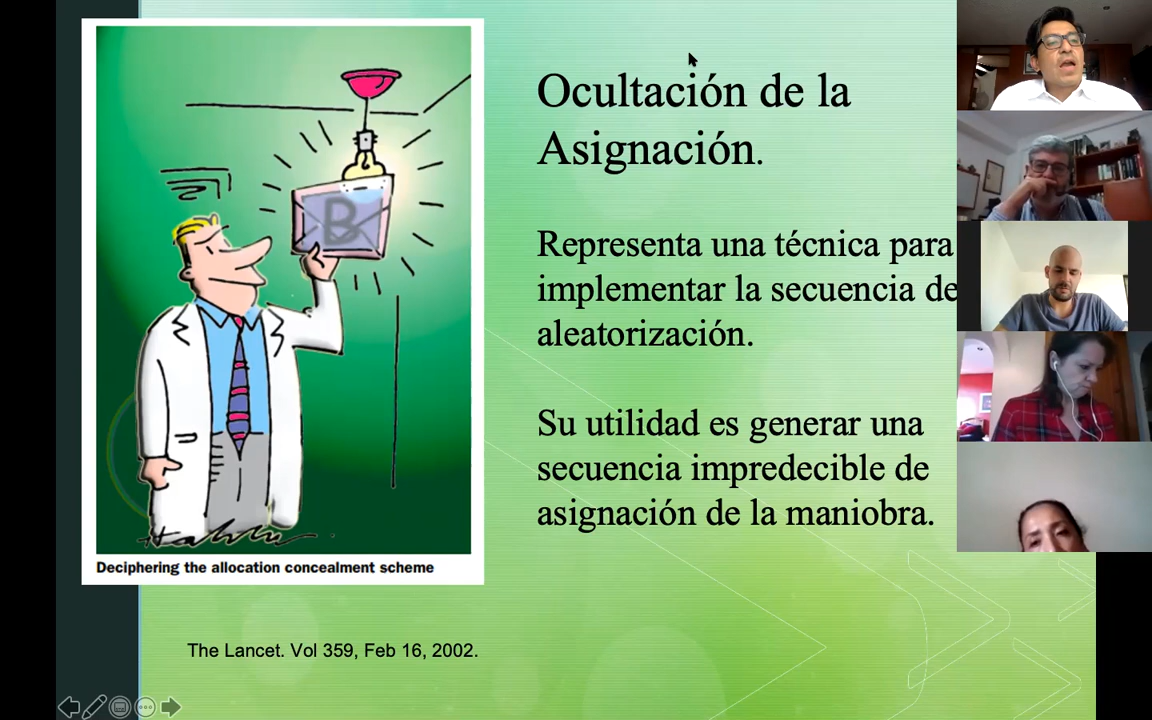 B
Deciphering the allocation concealment scheme
Ocultación de la
Asignación.
Representa una técnica para
implementar la secuencia de
aleatorización.
Su utilidad es generar una
secuencia impredecible de
asignación de la maniobra.
The Lancet. Vol 359, Feb 16, 2002.